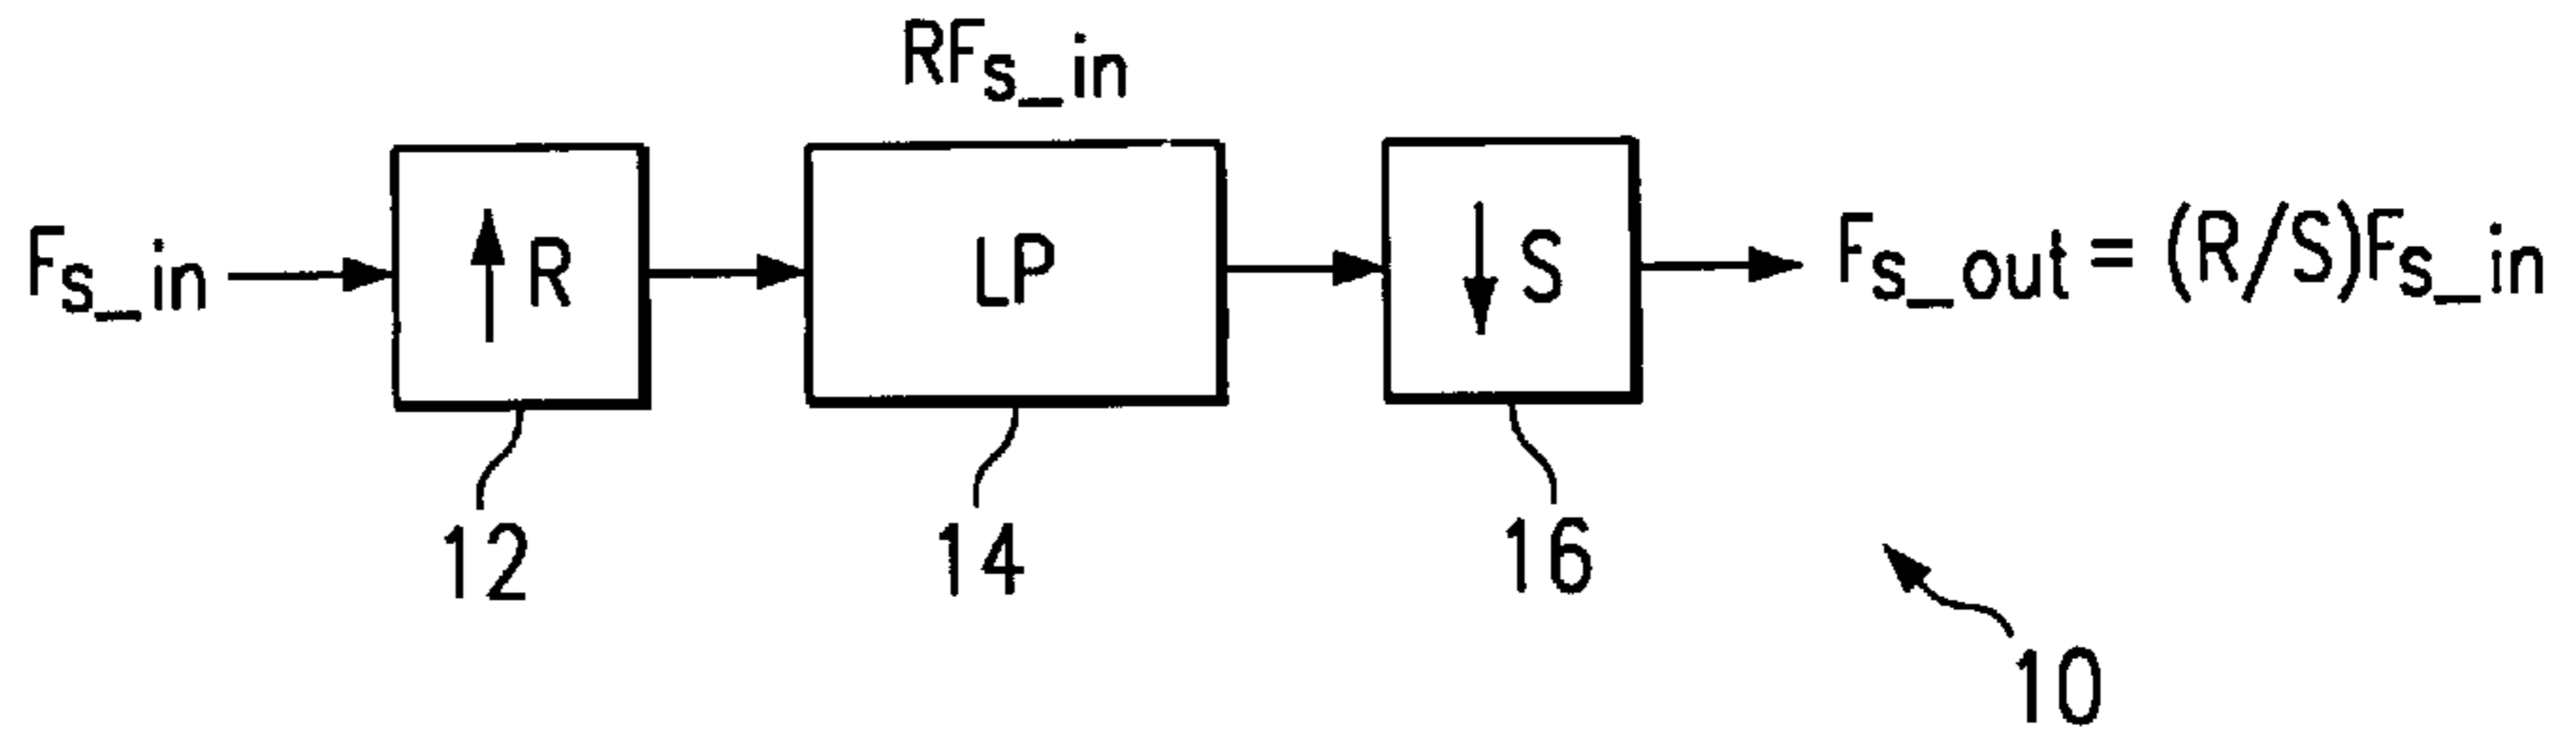 RFs_in
Fs_in
↑ R
LP
↓ S
Fs_out = (R/S)Fs_in
12
14
16
10